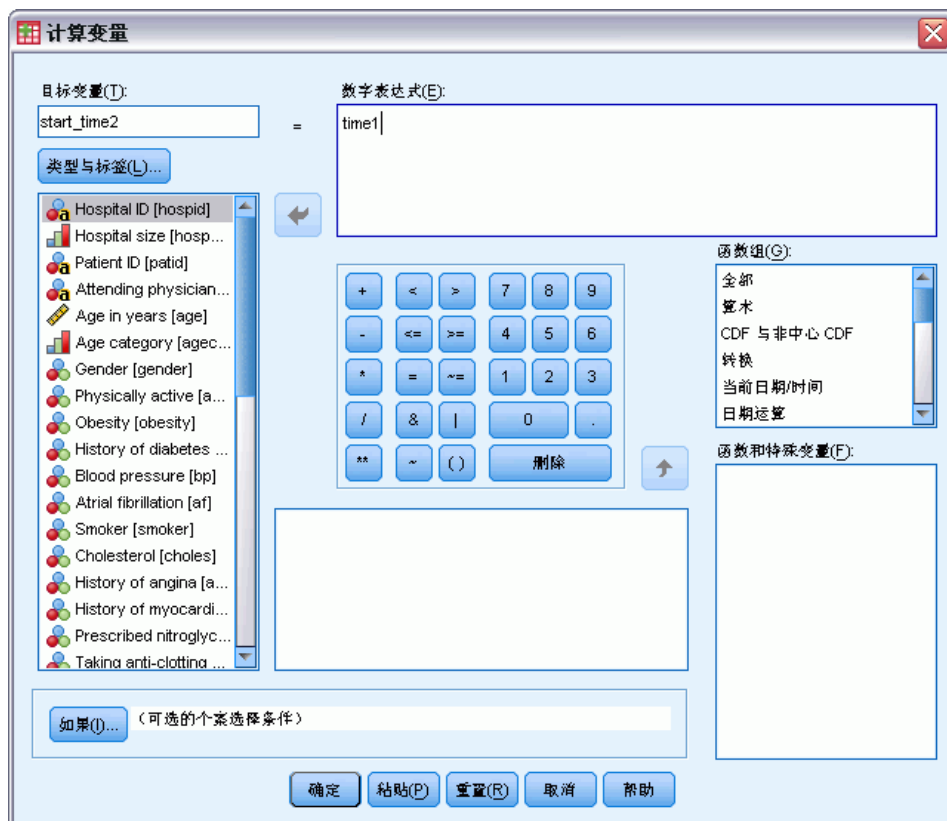 计算变量
目标变量(T):
start_time2
=
数字表达式(E):
time1
类型与标签(L)...
Hospital ID [hospid]
Hospital size [hosp...
Patient ID [patid]
Attending physician...
Age in years [age]
Age category [agec...
Gender [gender]
Physically active [a...
Obesity [obesity]
History of diabetes ...
Blood pressure [bp]
Atrial fibrillation [af]
Smoker [smoker]
Cholesterol [choles]
History of angina [a...
History of myocardi...
Prescribed nitroglyc...
Taking anti-clotting ...
+ < > 7 8 9
- <= >= 4 5 6
* = ~= 1 2 3
/ & | 0 .
** ~ ( ) 删除
函数组(G):
全部
算术
CDF 与非中心 CDF
转换
当前日期/时间
日期运算
函数和特殊变量(F):
如果(I)...
(可选的个案选择条件)
确定
粘贴(P)
重置(R)
取消
帮助